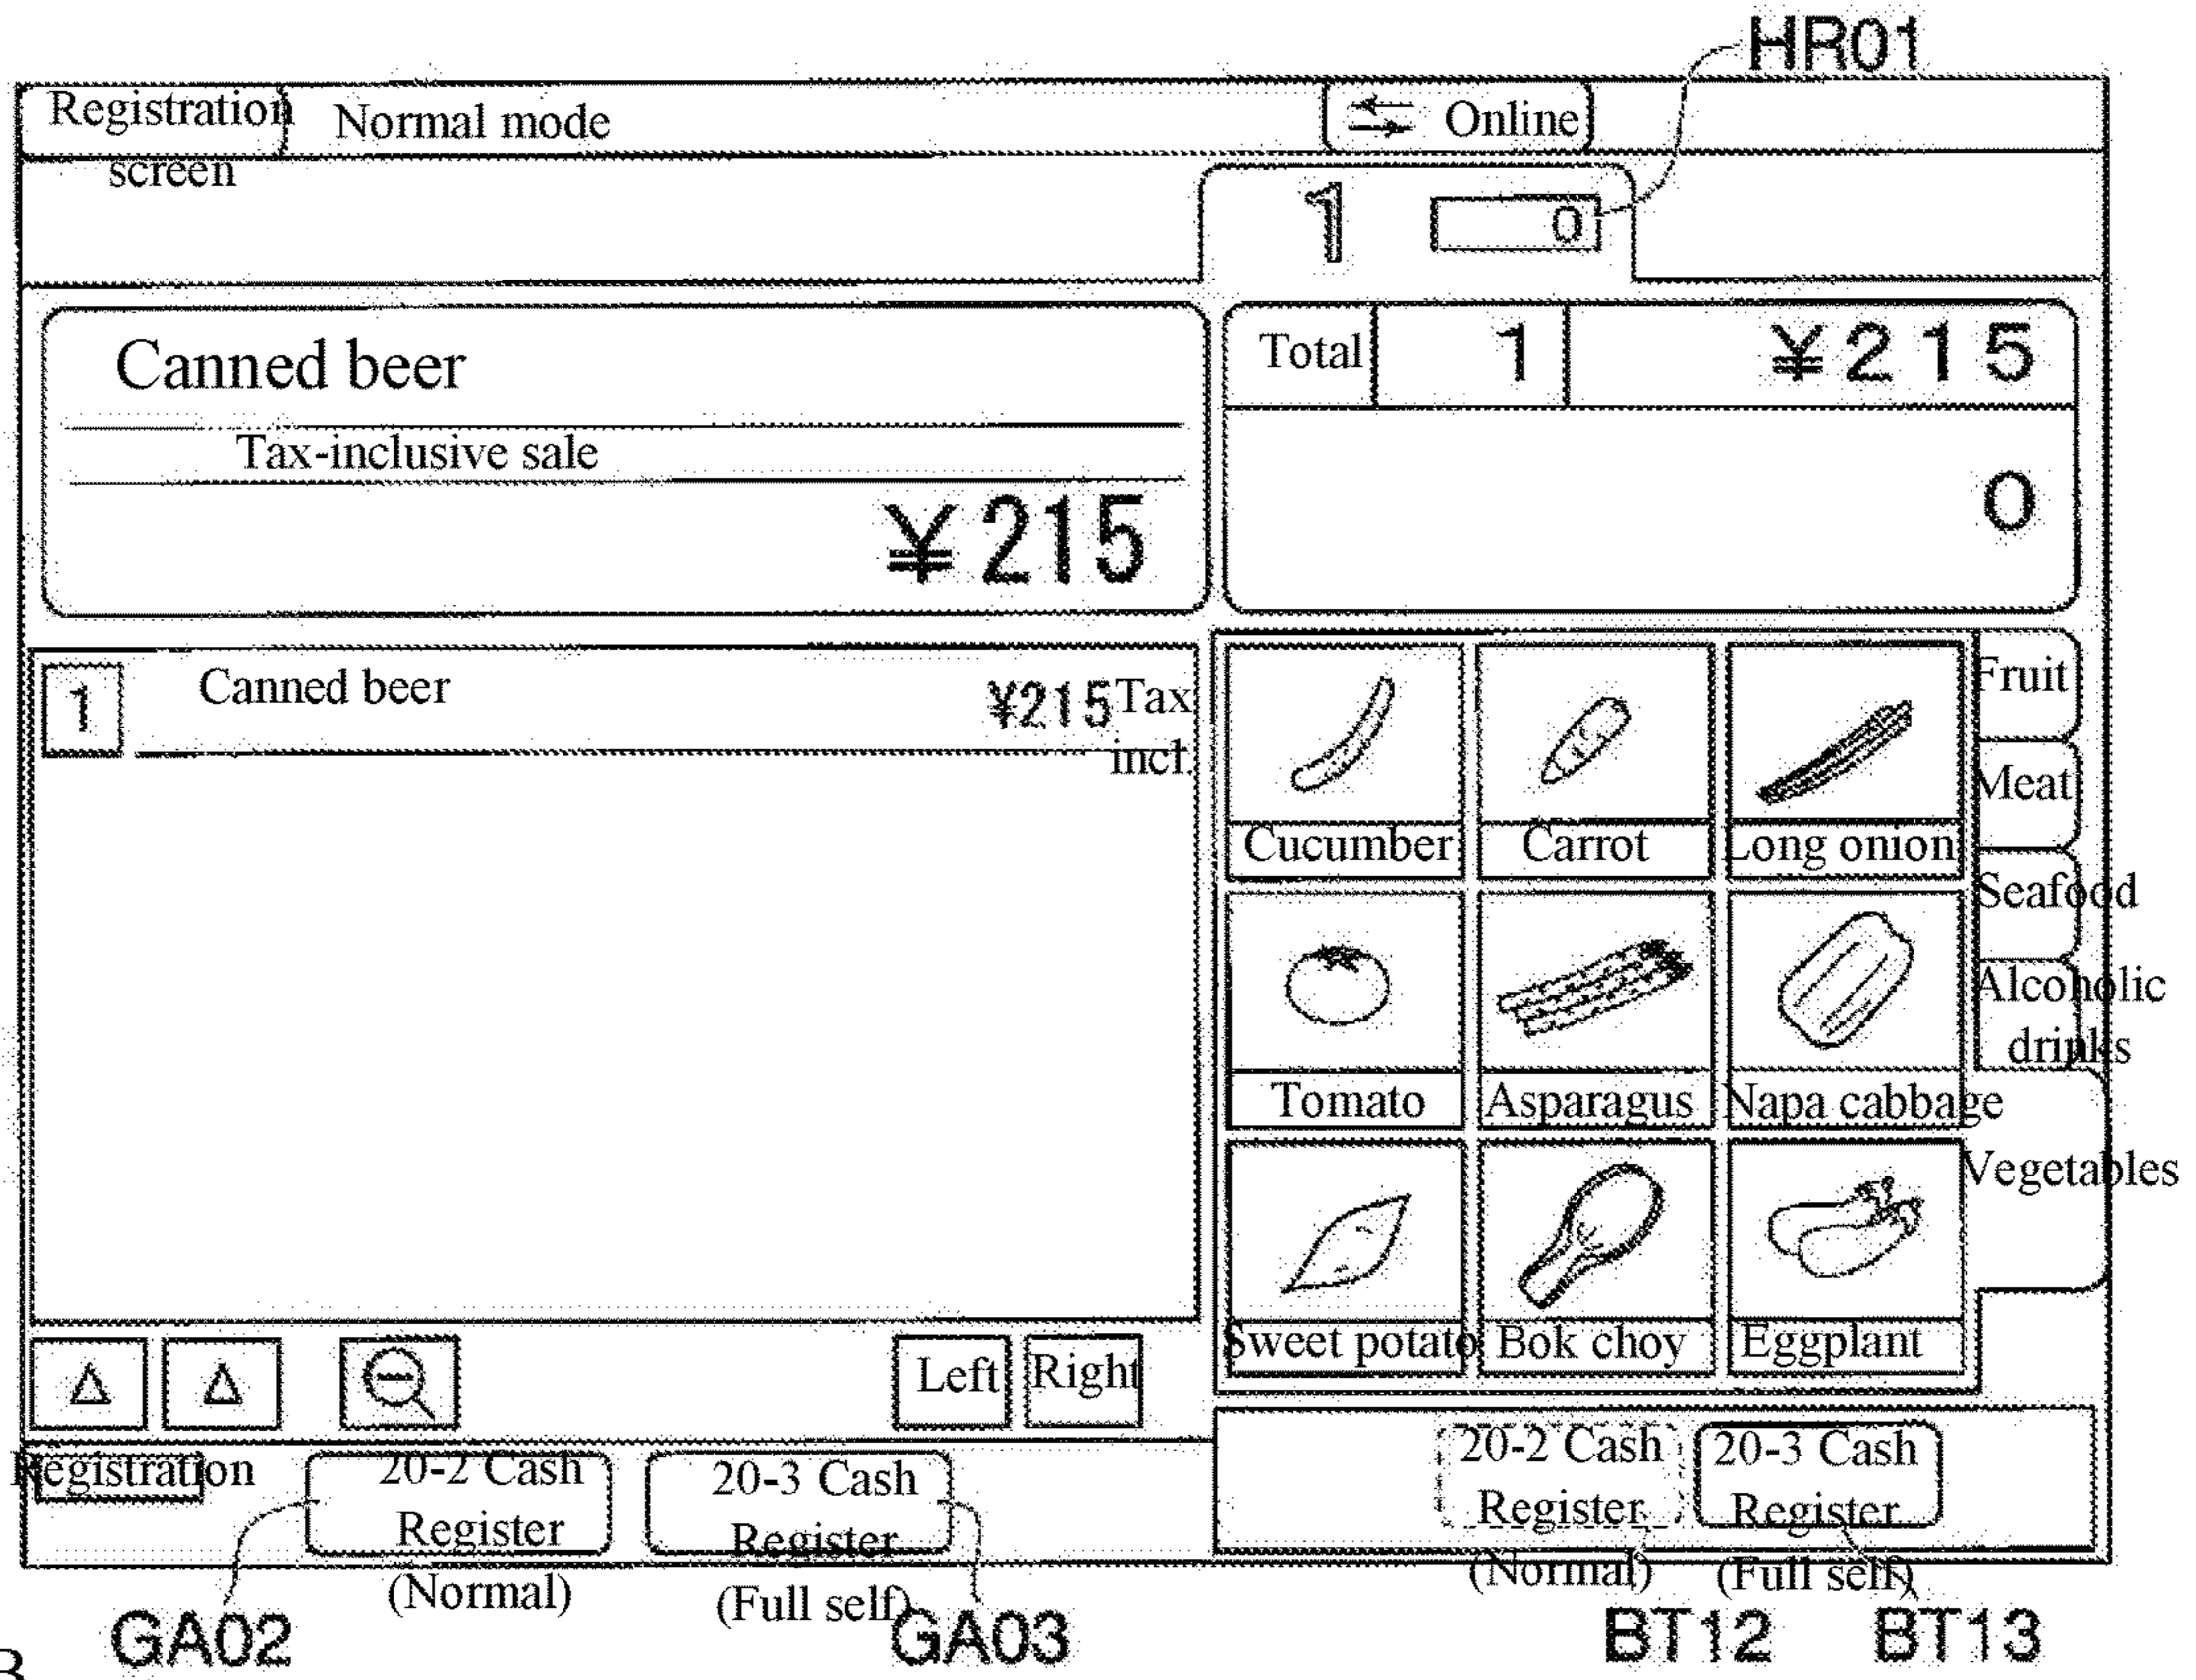 HR01
Registration
screen
Normal mode
Online
1 0
Canned beer
Tax-inclusive sale
¥215
Total 1 ¥215
0
1 Canned beer ¥215 Tax
incl.
Cucumber Carrot Long onion
Tomato Asparagus Napa cabbage
Sweet potato Bok choy Eggplant
Fruit
Meat
Seafood
Alcoholic
drinks
Vegetables
Left Right
Registration
20-2 Cash
Register
(Normal)
20-3 Cash
Register
(Full self)
20-2 Cash
Register
(Normal)
20-3 Cash
Register
(Full self)
GA02 GA03 BT12 BT13